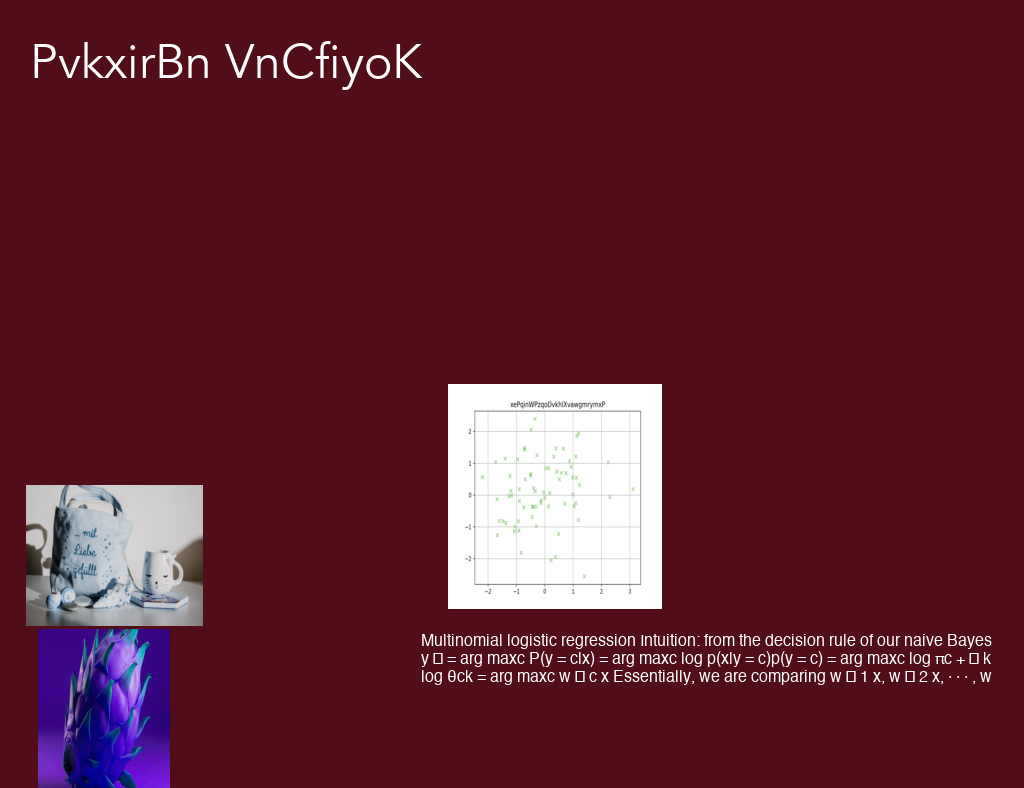 PvkxirBn VnCfiyoK
xePqinWPzqoDvkhlXvawgmrymxP
2
1
0
−1
−2
−2 −1 0 1 2 3
... mit
Liebe
gefüllt
Multinomial logistic regression Intuition: from the decision rule of our naive Bayes
y □ = arg maxc P(y = c|x) = arg maxc log p(x|y = c)p(y = c) = arg maxc log πc + □ k
log θck = arg maxc w □ c x Essentially, we are comparing w □ 1 x, w □ 2 x, · · · , w